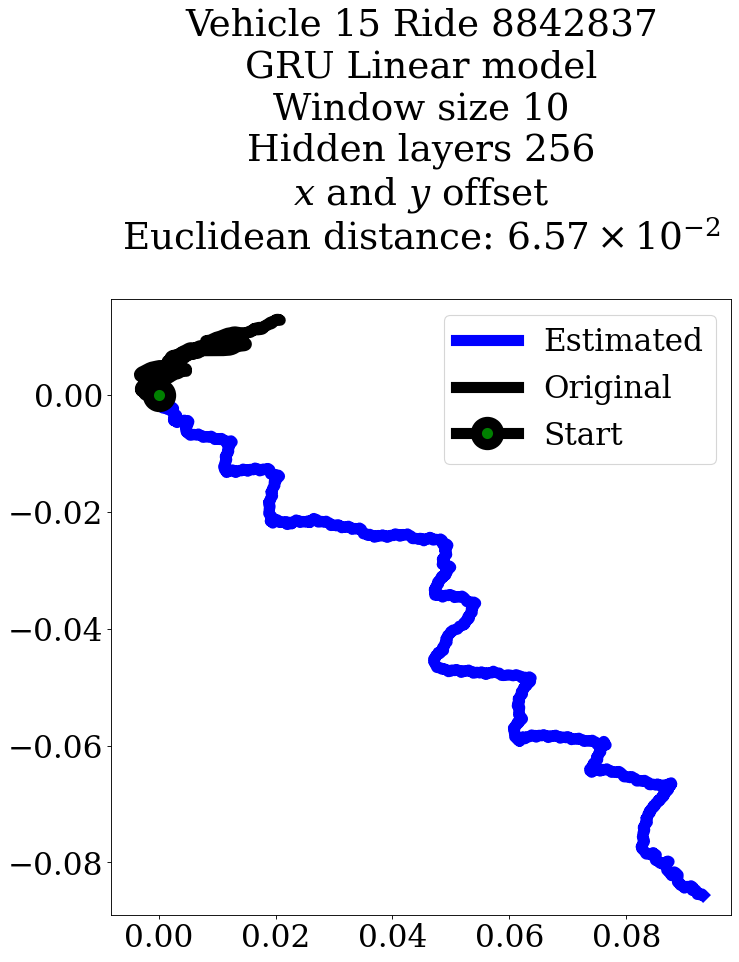 Vehicle 15 Ride 8842837
GRU Linear model
Window size 10
Hidden layers 256
x and y offset
Euclidean distance: 6.57 × 10⁻²
Estimated
Original
Start
0.00
−0.02
−0.04
−0.06
−0.08
0.00 0.02 0.04 0.06 0.08